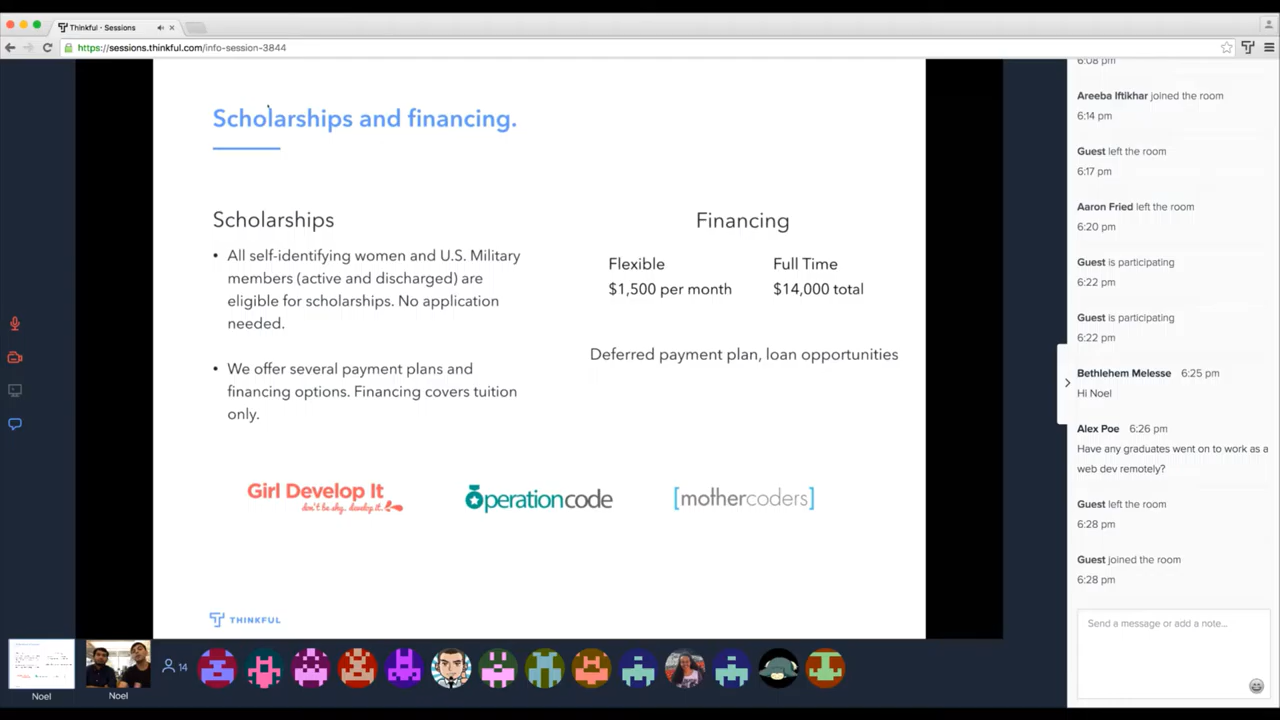 Thinkful - Sessions
https://sessions.thinkful.com/info-session-3844
Scholarships and financing.
Scholarships
• All self-identifying women and U.S. Military
members (active and discharged) are
eligible for scholarships. No application
needed.
• We offer several payment plans and
financing options. Financing covers tuition
only.
Financing
Flexible
$1,500 per month
Full Time
$14,000 total
Deferred payment plan, loan opportunities
Girl Develop It
don't be shy. develop it.
Operationcode
[mothercoders]
THINKFUL
6:08 pm
Areeba Iftikhar joined the room
6:14 pm
Guest left the room
6:17 pm
Aaron Fried left the room
6:20 pm
Guest is participating
6:22 pm
Guest is participating
6:22 pm
Bethlehem Melesse 6:25 pm
Hi Noel
Alex Poe 6:26 pm
Have any graduates went on to work as a
web dev remotely?
Guest left the room
6:28 pm
Guest joined the room
6:28 pm
Send a message or add a note...
Noel
Noel
14